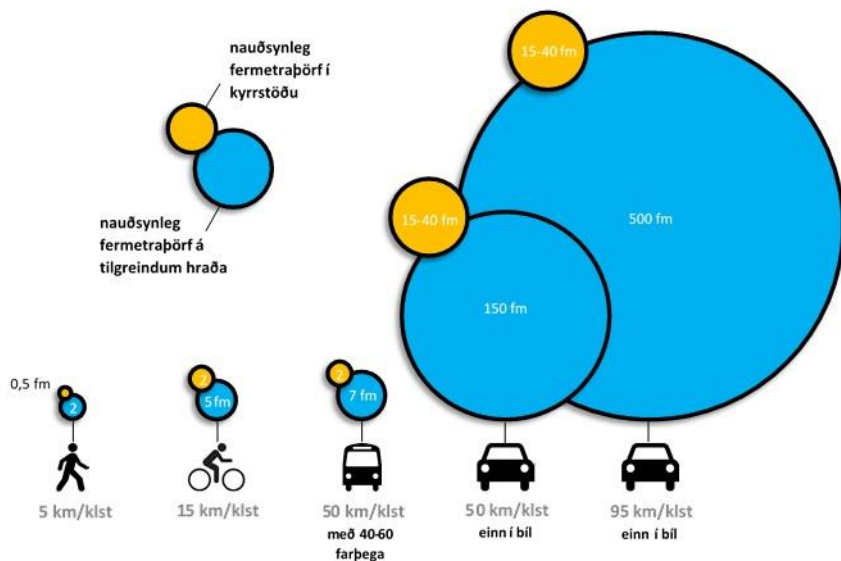 nauðsynleg
fermetraþörf í
kyrrstöðu
nauðsynleg
fermetraþörf á
tilgreindum hraða
15-40 fm
500 fm
15-40 fm
150 fm
0,5 fm
2
2
5 fm
2
7 fm
5 km/klst
15 km/klst
50 km/klst
með 40-60
farþega
50 km/klst
einn í bíl
95 km/klst
einn í bíl